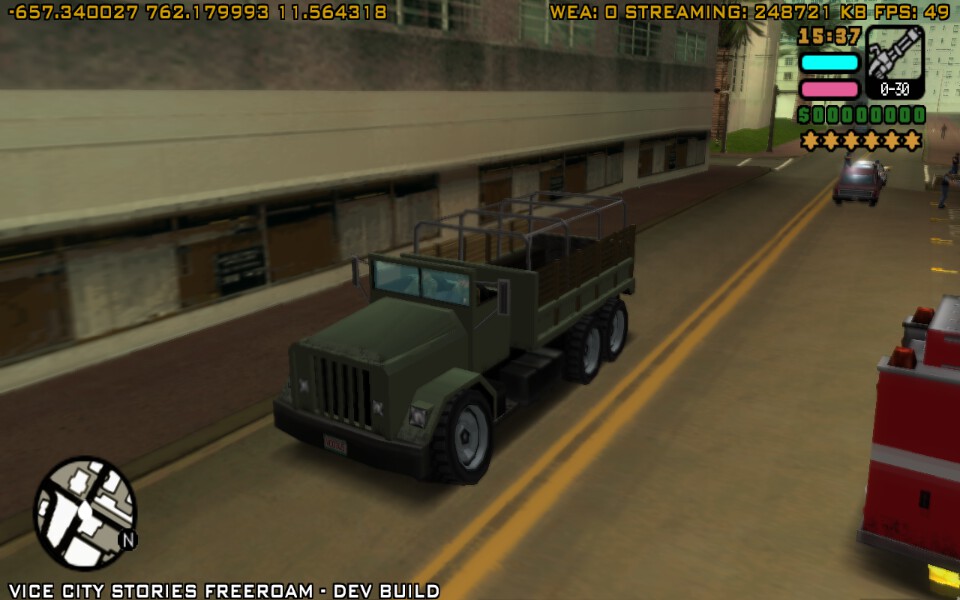 -657.340027 762.179993 11.564318
WEA: 0 STREAMING: 248721 KB FPS: 49
15:37
0-30
$00000000
N
VICE CITY STORIES FREEROAM - DEV BUILD